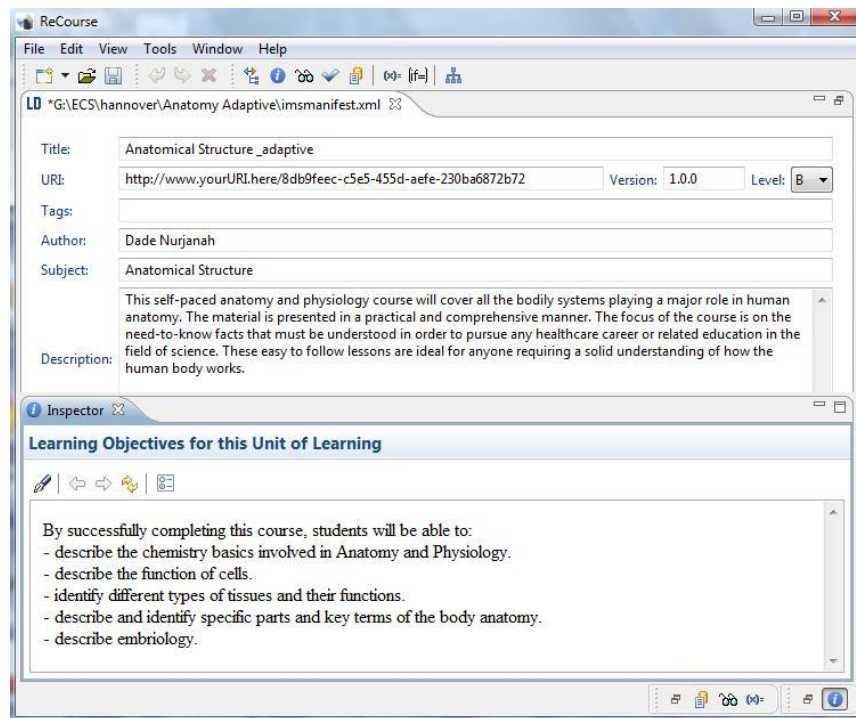 ReCourse
File Edit View Tools Window Help
(x)= {if=}
LD *G:\ECS\hannover\Anatomy Adaptive\imsmanifest.xml
Title: Anatomical Structure _adaptive
URI: http://www.yourURI.here/8db9feec-c5e5-455d-aefe-230ba6872b72 Version: 1.0.0 Level: B
Tags:
Author: Dade Nurjanah
Subject: Anatomical Structure
Description: This self-paced anatomy and physiology course will cover all the bodily systems playing a major role in human
anatomy. The material is presented in a practical and comprehensive manner. The focus of the course is on the
need-to-know facts that must be understood in order to pursue any healthcare career or related education in the
field of science. These easy to follow lessons are ideal for anyone requiring a solid understanding of how the
human body works.
Inspector
Learning Objectives for this Unit of Learning
By successfully completing this course, students will be able to:
- describe the chemistry basics involved in Anatomy and Physiology.
- describe the function of cells.
- identify different types of tissues and their functions.
- describe and identify specific parts and key terms of the body anatomy.
- describe embriology.
(x)=